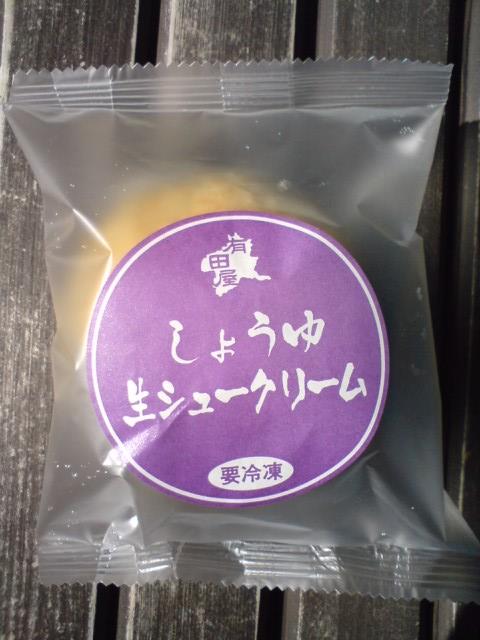 有田屋
しょうゆ
生シュークリーム
要冷凍